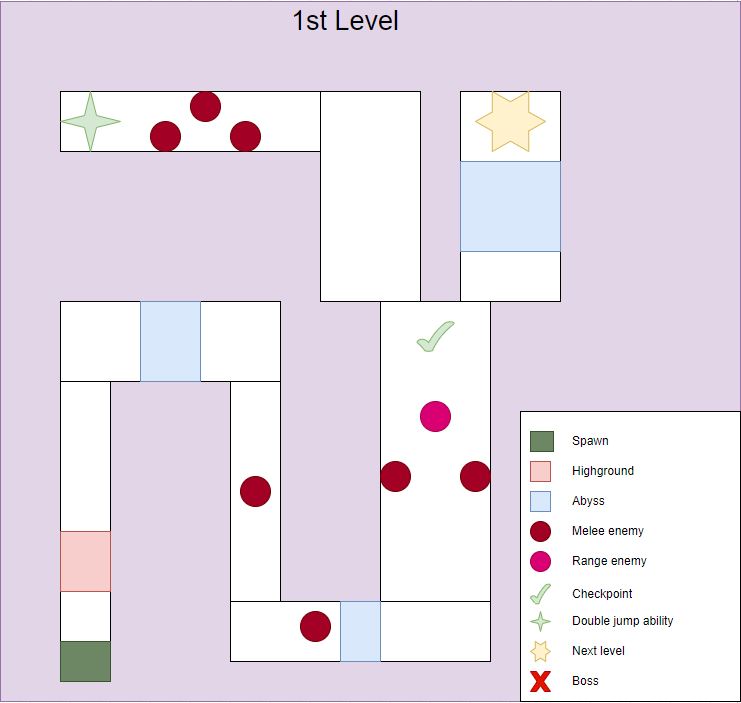 1st Level
Spawn
Highground
Abyss
Melee enemy
Range enemy
Checkpoint
Double jump ability
Next level
Boss